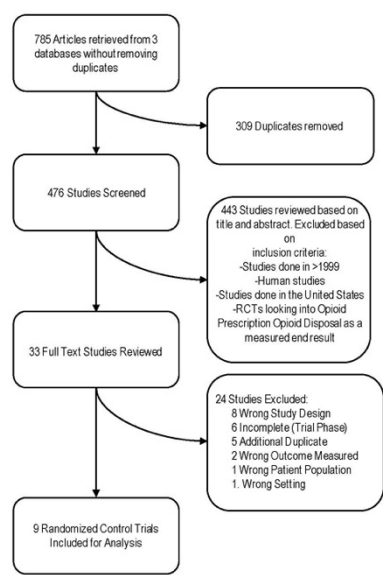 785 Articles retrieved from 3
databases without removing
duplicates
309 Duplicates removed
476 Studies Screened
443 Studies reviewed based on
title and abstract. Excluded based
on
inclusion criteria:
-Studies done in >1999
-Human studies
-Studies done in the United States
-RCTs looking into Opioid
Prescription Opioid Disposal as a
measured end result
33 Full Text Studies Reviewed
24 Studies Excluded:
8 Wrong Study Design
6 Incomplete (Trial Phase)
5 Additional Duplicate
2 Wrong Outcome Measured
1 Wrong Patient Population
1. Wrong Setting
9 Randomized Control Trials
Included for Analysis